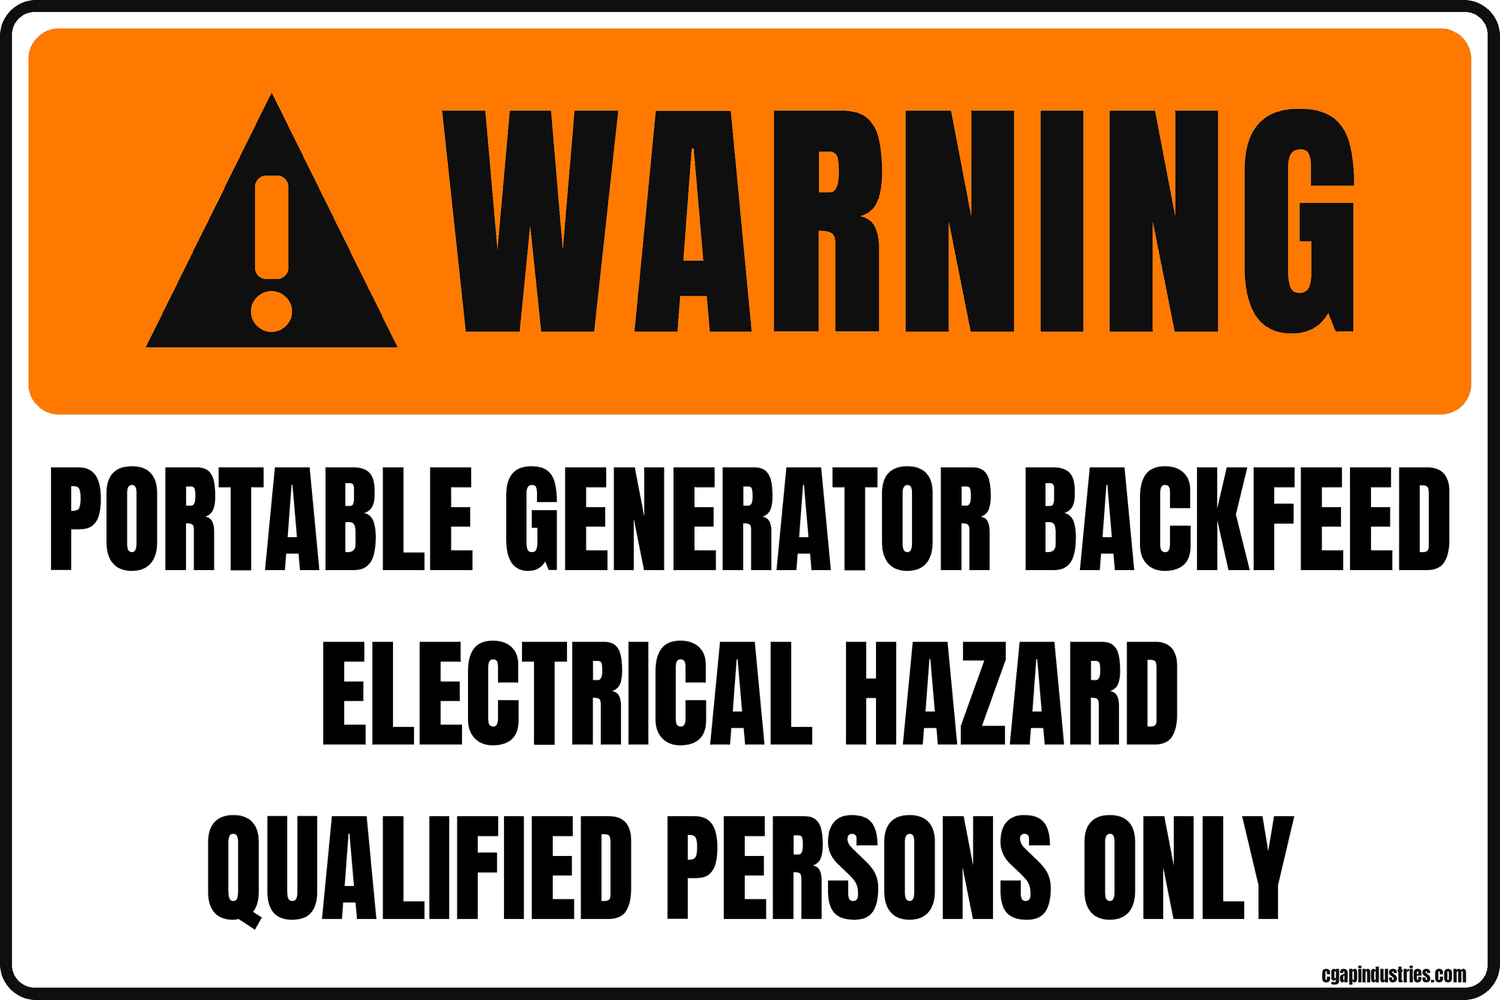 WARNING
PORTABLE GENERATOR BACKFEED
ELECTRICAL HAZARD
QUALIFIED PERSONS ONLY
cgapindustries.com